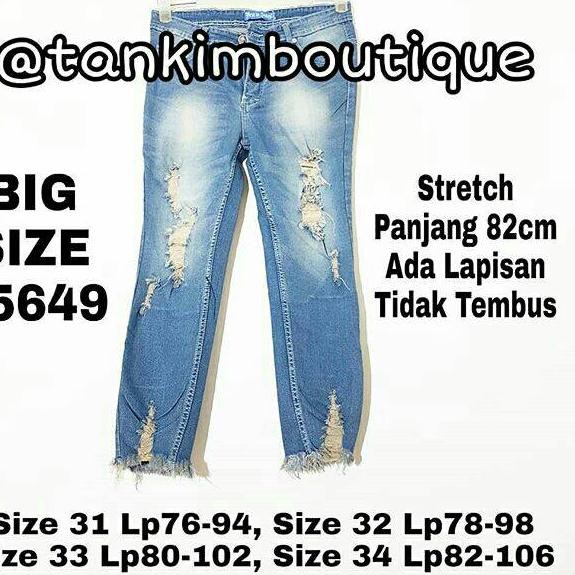 @tankimboutique
BIG
SIZE
5649
Stretch
Panjang 82cm
Ada Lapisan
Tidak Tembus
Size 31 Lp76-94, Size 32 Lp78-98
ze 33 Lp80-102, Size 34 Lp82-106